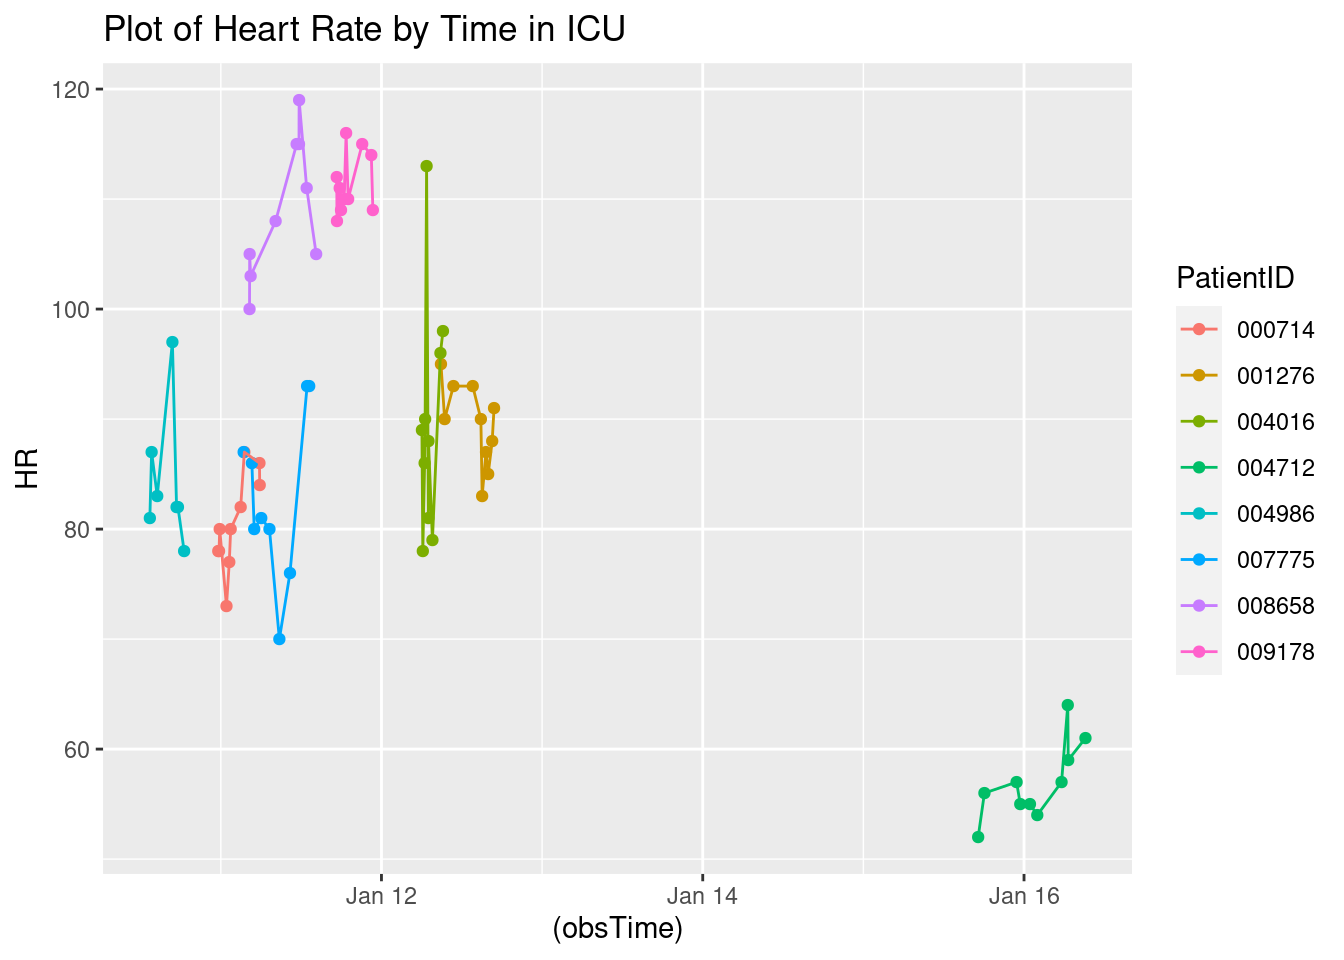 Plot of Heart Rate by Time in ICU
120
100
80
60
HR
Jan 12
Jan 14
Jan 16
(obsTime)
PatientID
000714
001276
004016
004712
004986
007775
008658
009178